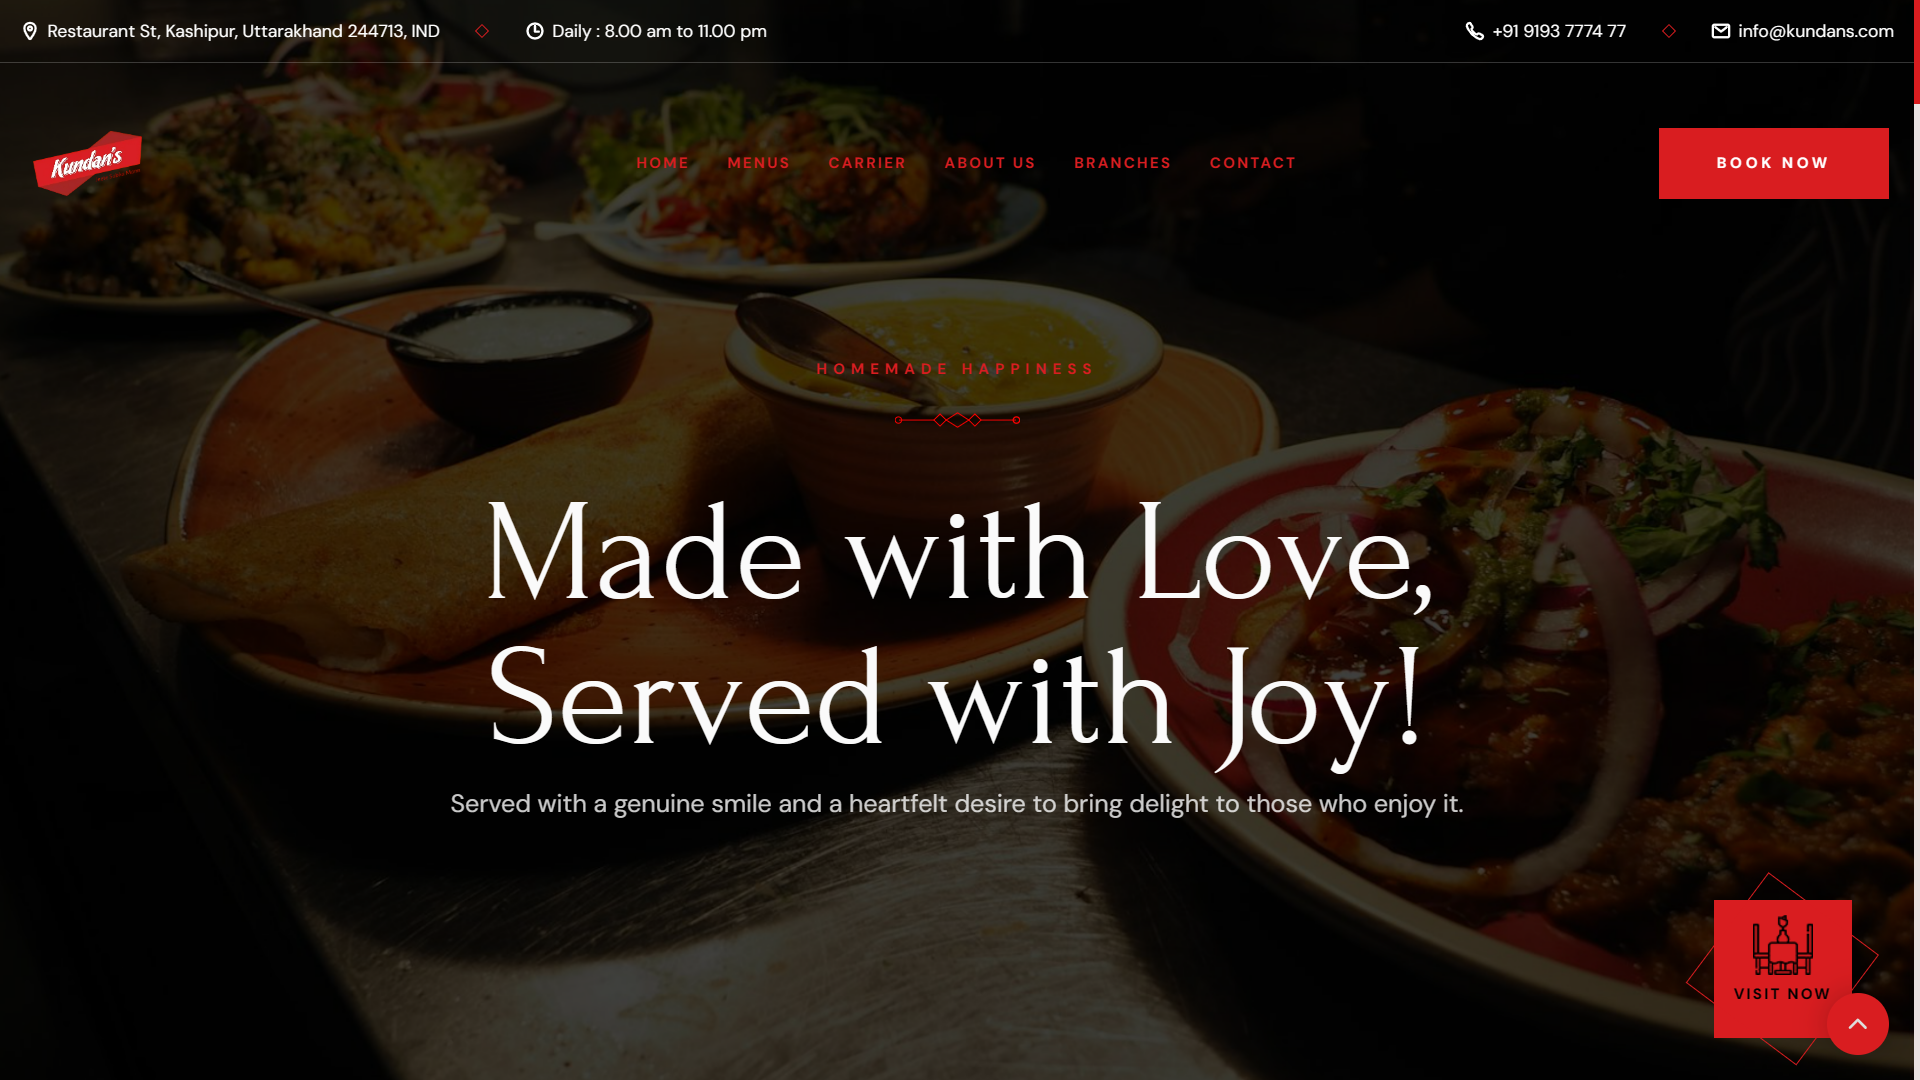 Restaurant St, Kashipur, Uttarakhand 244713, IND
Daily : 8.00 am to 11.00 pm
+91 9193 7774 77
info@kundans.com
Kundan's
HOME
MENUS
CARRIER
ABOUT US
BRANCHES
CONTACT
BOOK NOW
HOMEMADE HAPPINESS
Made with Love,
Served with Joy!
Served with a genuine smile and a heartfelt desire to bring delight to those who enjoy it.
VISIT NOW